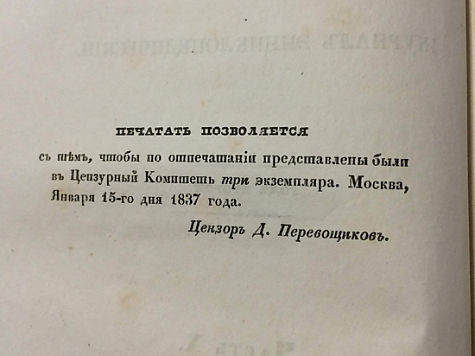 ПЕЧАТАТЬ ПОЗВОЛЯЕТСЯ
съ тѣмъ, чтобы по отпечатаніи представлены были
въ Цензурный Комитетъ три экземпляра. Москва,
Января 15-го дня 1837 года.
Цензоръ Д. Перевощиковъ.